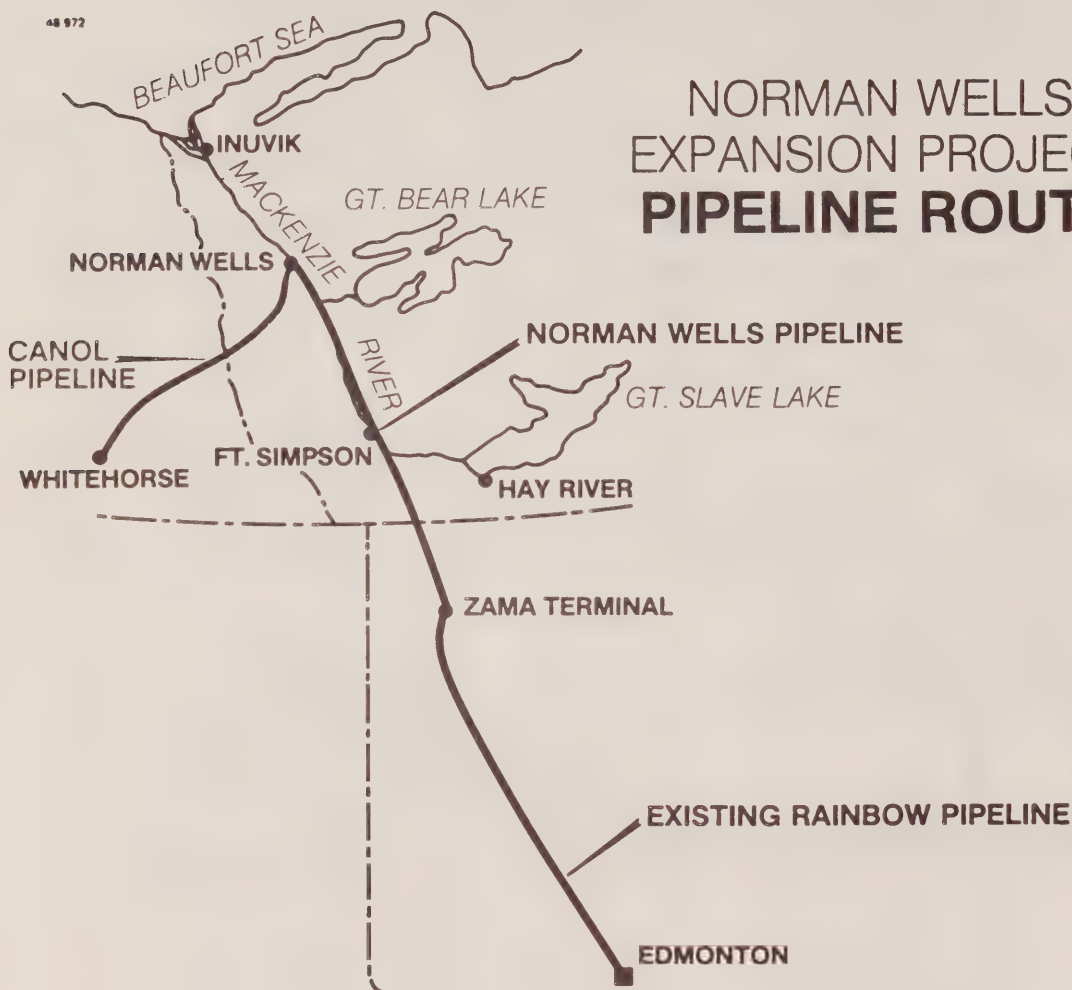 48 972
BEAUFORT SEA
NORMAN WELLS
EXPANSION PROJEC
PIPELINE ROUT
INUVIK
MACKENZIE
GT. BEAR LAKE
NORMAN WELLS
CANOL
PIPELINE
RIVER
NORMAN WELLS PIPELINE
GT. SLAVE LAKE
FT. SIMPSON
WHITEHORSE
HAY RIVER
ZAMA TERMINAL
EXISTING RAINBOW PIPELINE
EDMONTON